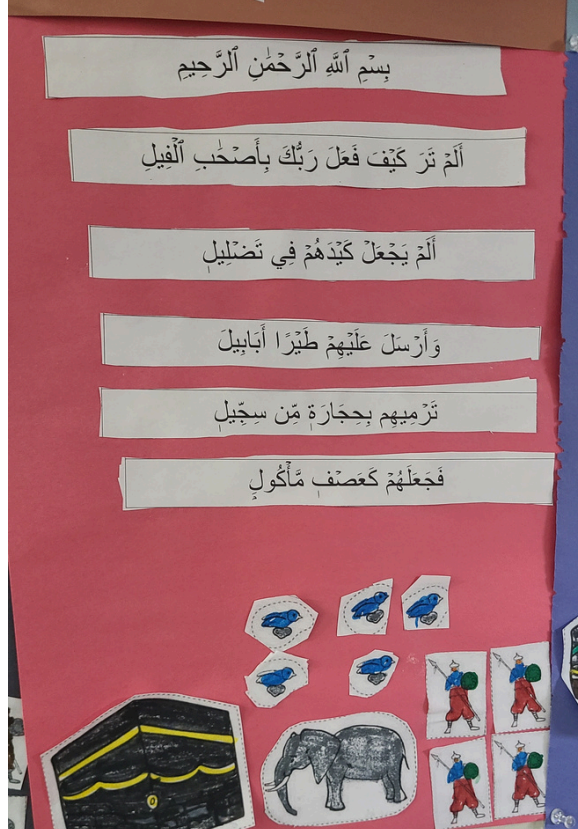 بِسْمِ ٱللَّهِ ٱلرَّحْمَٰنِ ٱلرَّحِيمِ
أَلَمْ تَرَ كَيْفَ فَعَلَ رَبُّكَ بِأَصْحَٰبِ ٱلْفِيلِ
أَلَمْ يَجْعَلْ كَيْدَهُمْ فِي تَضْلِيلٍ
وَأَرْسَلَ عَلَيْهِمْ طَيْرًا أَبَابِيلَ
تَرْمِيهِم بِحِجَارَةٍ مِّن سِجِّيلٍ
فَجَعَلَهُمْ كَعَصْفٍ مَّأْكُولٍ